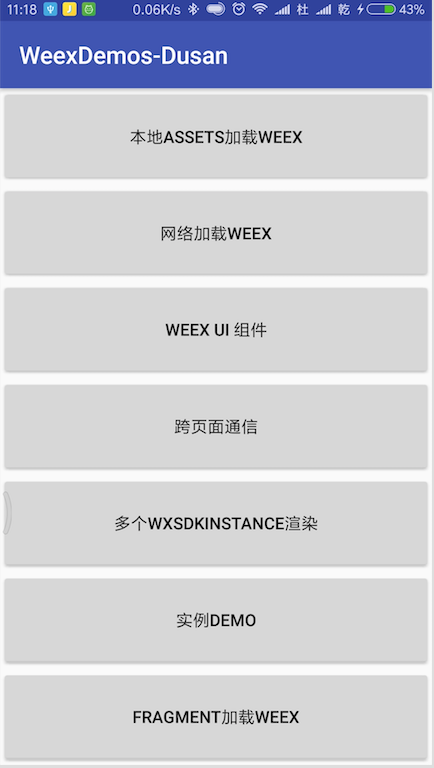 11:18 0.06K/s 社 乾 43%
WeexDemos-Dusan
本地ASSETS加载WEEX
网络加载WEEX
WEEX UI 组件
跨页面通信
多个WXSDKINSTANCE渲染
实例DEMO
FRAGMENT加载WEEX